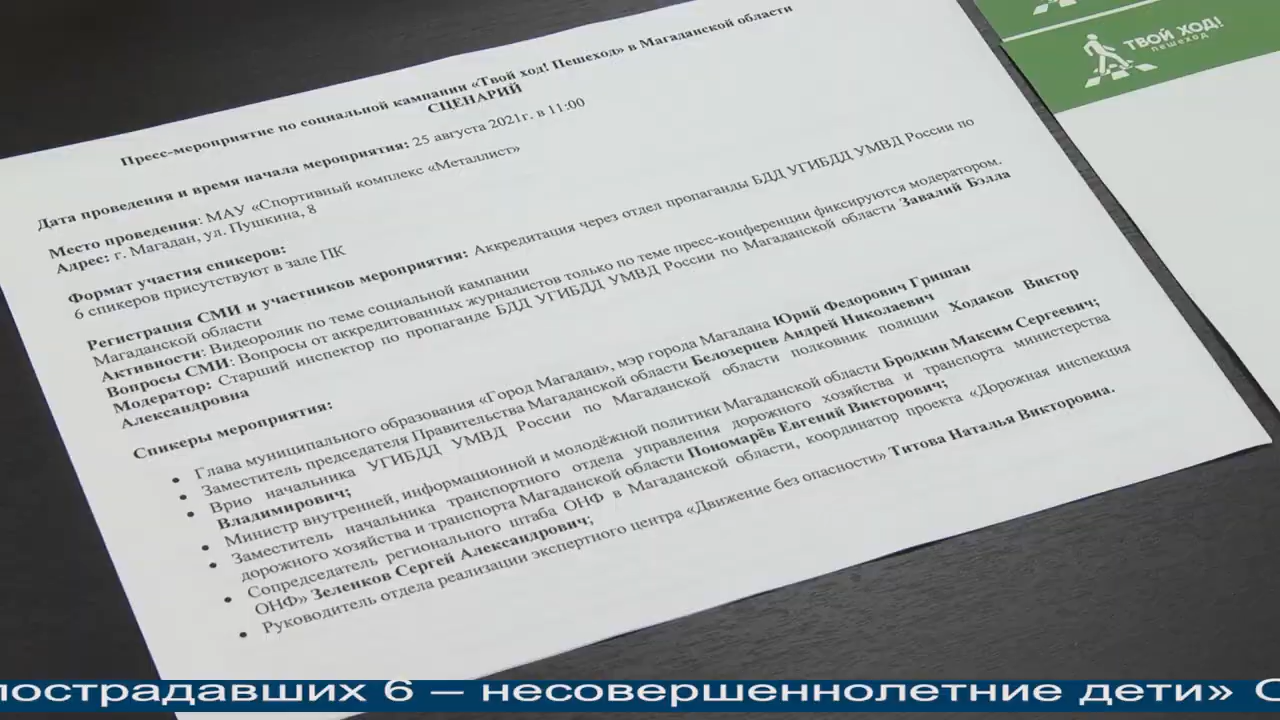 Пресс-мероприятие по социальной кампании «Твой ход! Пешеход» в Магаданской области
СЦЕНАРИЙ
Дата проведения и время начала мероприятия: 25 августа 2021г. в 11:00
Место проведения: МАУ «Спортивный комплекс «Металлист»
Адрес: г. Магадан, ул. Пушкина, 8
Формат участия спикеров:
6 спикеров присутствуют в зале ПК
Регистрация СМИ и участников мероприятия: Аккредитация через отдел пропаганды БДД УГИБДД УМВД России по
Магаданской области
Активности: Видеоролик по теме социальной кампании
Вопросы СМИ: Вопросы от аккредитованных журналистов только по теме пресс-конференции фиксируются модератором.
Модератор: Старший инспектор по пропаганде БДД УГИБДД УМВД России по Магаданской области Завалий Бэлла
Александровна
Спикеры мероприятия:
• Глава муниципального образования «Город Магадан», мэр города Магадана Юрий Федорович Гришан
• Заместитель председателя Правительства Магаданской области Белозерцев Андрей Николаевич
• Врио начальника УГИБДД УМВД России по Магаданской области полковник полиции Ходаков Виктор
Владимирович;
• Министр внутренней, информационной и молодёжной политики Магаданской области Бродкин Максим Сергеевич;
• Заместитель начальника транспортного отдела управления дорожного хозяйства и транспорта министерства
дорожного хозяйства и транспорта Магаданской области Пономарёв Евгений Викторович;
• Сопредседатель регионального штаба ОНФ в Магаданской области, координатор проекта «Дорожная инспекция
ОНФ» Зеленков Сергей Александрович;
• Руководитель отдела реализации экспертного центра «Движение без опасности» Титова Наталья Викторовна.
ТВОЙ ХОД!
пешеход
пострадавших 6 – несовершеннолетние дети» С